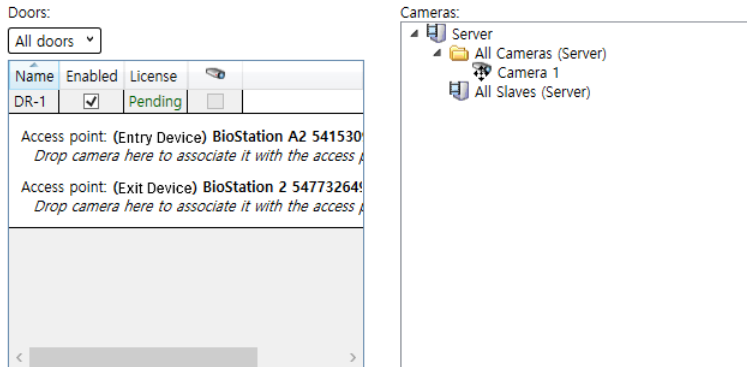 Doors:
All doors
Name Enabled License
DR-1 Pending
Access point: (Entry Device) BioStation A2 5415309
Drop camera here to associate it with the access
Access point: (Exit Device) BioStation 2 547732649
Drop camera here to associate it with the access
Cameras:
Server
All Cameras (Server)
Camera 1
All Slaves (Server)